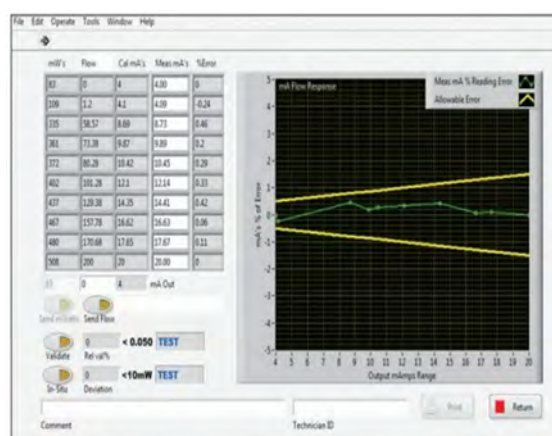 File Edit Operate Tools Window Help
mW's Flow Cal mA's Meas mA's %Error
83 0 4 4.00 0
109 1.2 4.1 4.09 -0.24
335 58.57 8.69 8.73 0.46
361 73.38 9.87 9.89 0.2
372 80.28 10.42 10.45 0.29
402 101.28 12.1 12.14 0.33
437 129.38 14.35 14.41 0.42
467 157.78 16.62 16.63 0.06
480 170.68 17.65 17.67 0.11
508 200 20 20.00 0
83 0 4 mA Out
Send mWatts Send Flow
0 < 0.050 TEST
Validate Rel val%
0 <10mW TEST
In-Situ Deviation
Comment
mA Flow Response
Meas mA % Reading Error
Allowable Error
mA's % of Error
5
4
3
2
1
0
-1
-2
-3
-4
-5
4 5 6 7 8 9 10 11 12 13 14 15 16 17 18 19 20
Output mAmps Range
Technician ID
Print Return